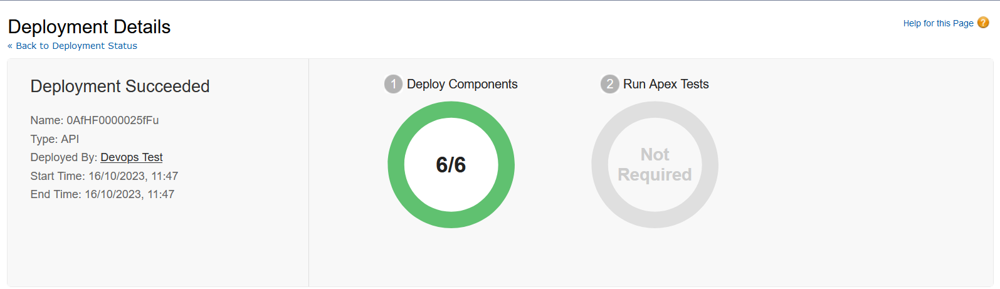 Deployment Details
Help for this Page ?
« Back to Deployment Status
Deployment Succeeded
Name: 0AfHF0000025fFu
Type: API
Deployed By: Devops Test
Start Time: 16/10/2023, 11:47
End Time: 16/10/2023, 11:47
1 Deploy Components
6/6
2 Run Apex Tests
Not
Required